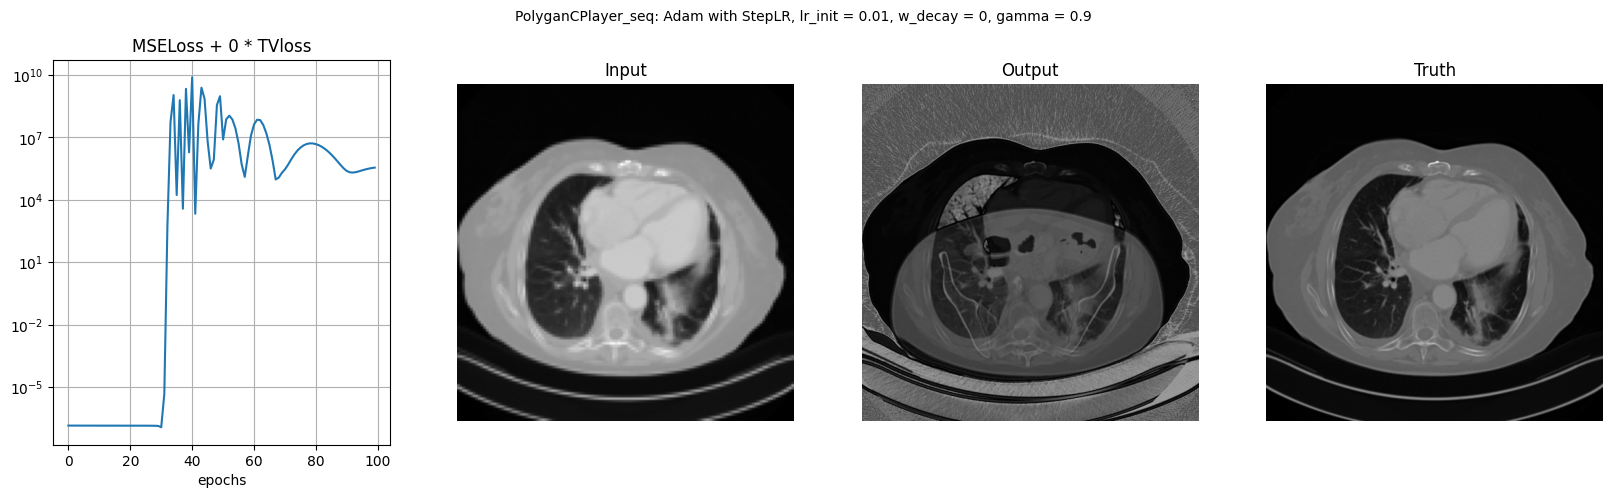 PolyganCPlayer_seq: Adam with StepLR, lr_init = 0.01, w_decay = 0, gamma = 0.9
MSELoss + 0 * TVloss
Input
Output
Truth
10^10
10^7
10^4
10^1
10^-2
10^-5
0 20 40 60 80 100
epochs